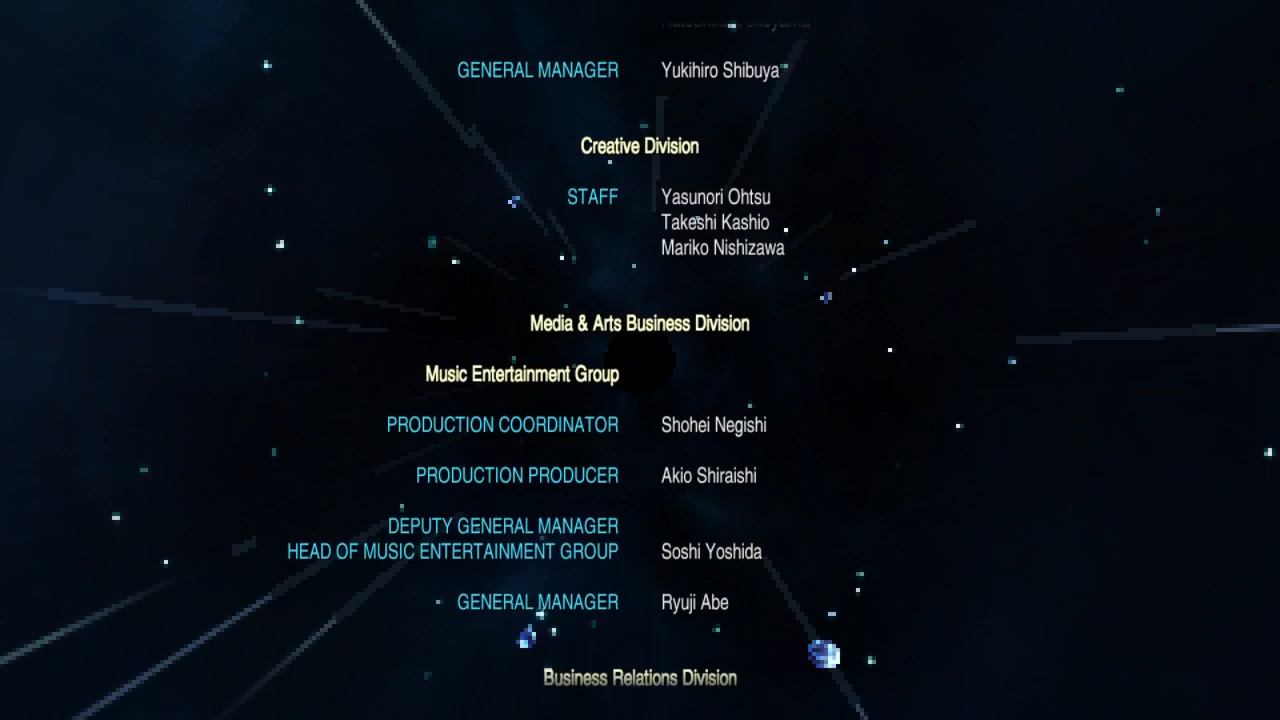 GENERAL MANAGER Yukihiro Shibuya
Creative Division
STAFF Yasunori Ohtsu
Takeshi Kashio
Mariko Nishizawa
Media & Arts Business Division
Music Entertainment Group
PRODUCTION COORDINATOR Shohei Negishi
PRODUCTION PRODUCER Akio Shiraishi
DEPUTY GENERAL MANAGER
HEAD OF MUSIC ENTERTAINMENT GROUP Soshi Yoshida
GENERAL MANAGER Ryuji Abe
Business Relations Division